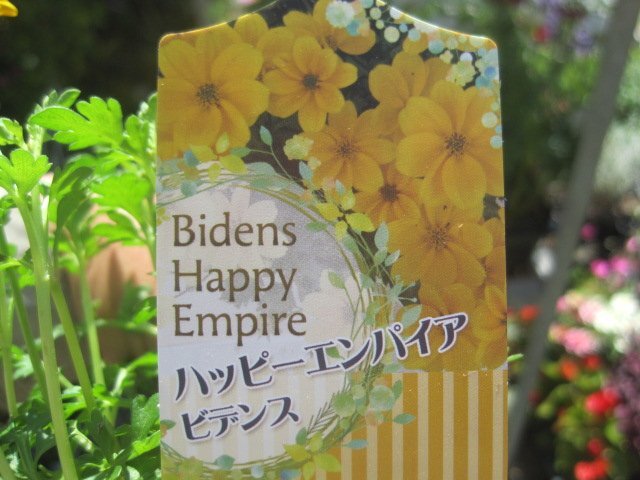 Bidens
Happy
Empire
ハッピーエンパイア
ビデンス